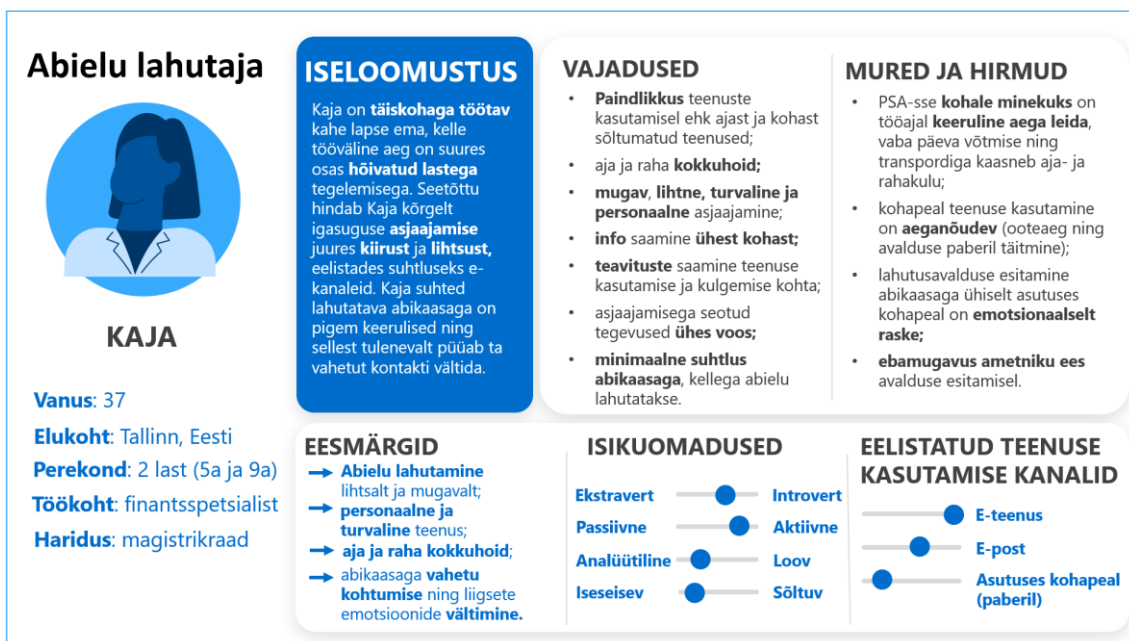 Abielu lahutaja
KAJA
Vanus: 37
Elukoht: Tallinn, Eesti
Perekond: 2 last (5a ja 9a)
Töökoht: finantsspetsialist
Haridus: magistrikraad
ISELOOMUSTUS
Kaja on täiskohaga töötav
kahe lapse ema, kelle
tööväline aeg on suures
osas hõivatud lastega
tegelemisega. Seetõttu
hindab Kaja kõrgelt
igasuguse asjaajamise
juures kiirust ja lihtsust,
eelistades suhtluseks e-
kanaleid. Kaja suhted
lahutatava abikaasaga on
pigem keerulised ning
sellest tulenevalt püüab ta
vahetut kontakti vältida.
VAJADUSED
• Paindlikkus teenuste
kasutamisel ehk ajast ja kohast
sõltumatud teenused;
• aja ja raha kokkuhoid;
• mugav, lihtne, turvaline ja
personaalne asjaajamine;
• info saamine ühest kohast;
• teavituste saamine teenuse
kasutamise ja kulgemise kohta;
• asjaajamisega seotud
tegevused ühes voos;
• minimaalne suhtlus
abikaasaga, kellega abielu
lahutatakse.
MURED JA HIRMUD
• PSA-sse kohale minekuks on
tööajal keeruline aega leida,
vaba päeva võtmise ning
transpordiga kaasneb aja- ja
rahakulu;
• kohapeal teenuse kasutamine
on aeganõudev (ooteaeg ning
avalduse paberil täitmine);
• lahutusavalduse esitamine
abikaasaga ühiselt asutuses
kohapeal on emotsionaalselt
raske;
• ebamugavus ametniku ees
avalduse esitamisel.
EESMÄRGID
Abielu lahutamine
lihtsalt ja mugavalt;
personaalne ja
turvaline teenus;
aja ja raha kokkuhoid;
abikaasaga vahetu
kohtumise ning liigsete
emotsioonide vältimine.
ISIKUOMADUSED
Ekstravert Introvert
Passiivne Aktiivne
Analüütiline Loov
Iseseisev Sõltuv
EELISTATUD TEENUSE
KASUTAMISE KANALID
E-teenus
E-post
Asutuses kohapeal
(paberil)